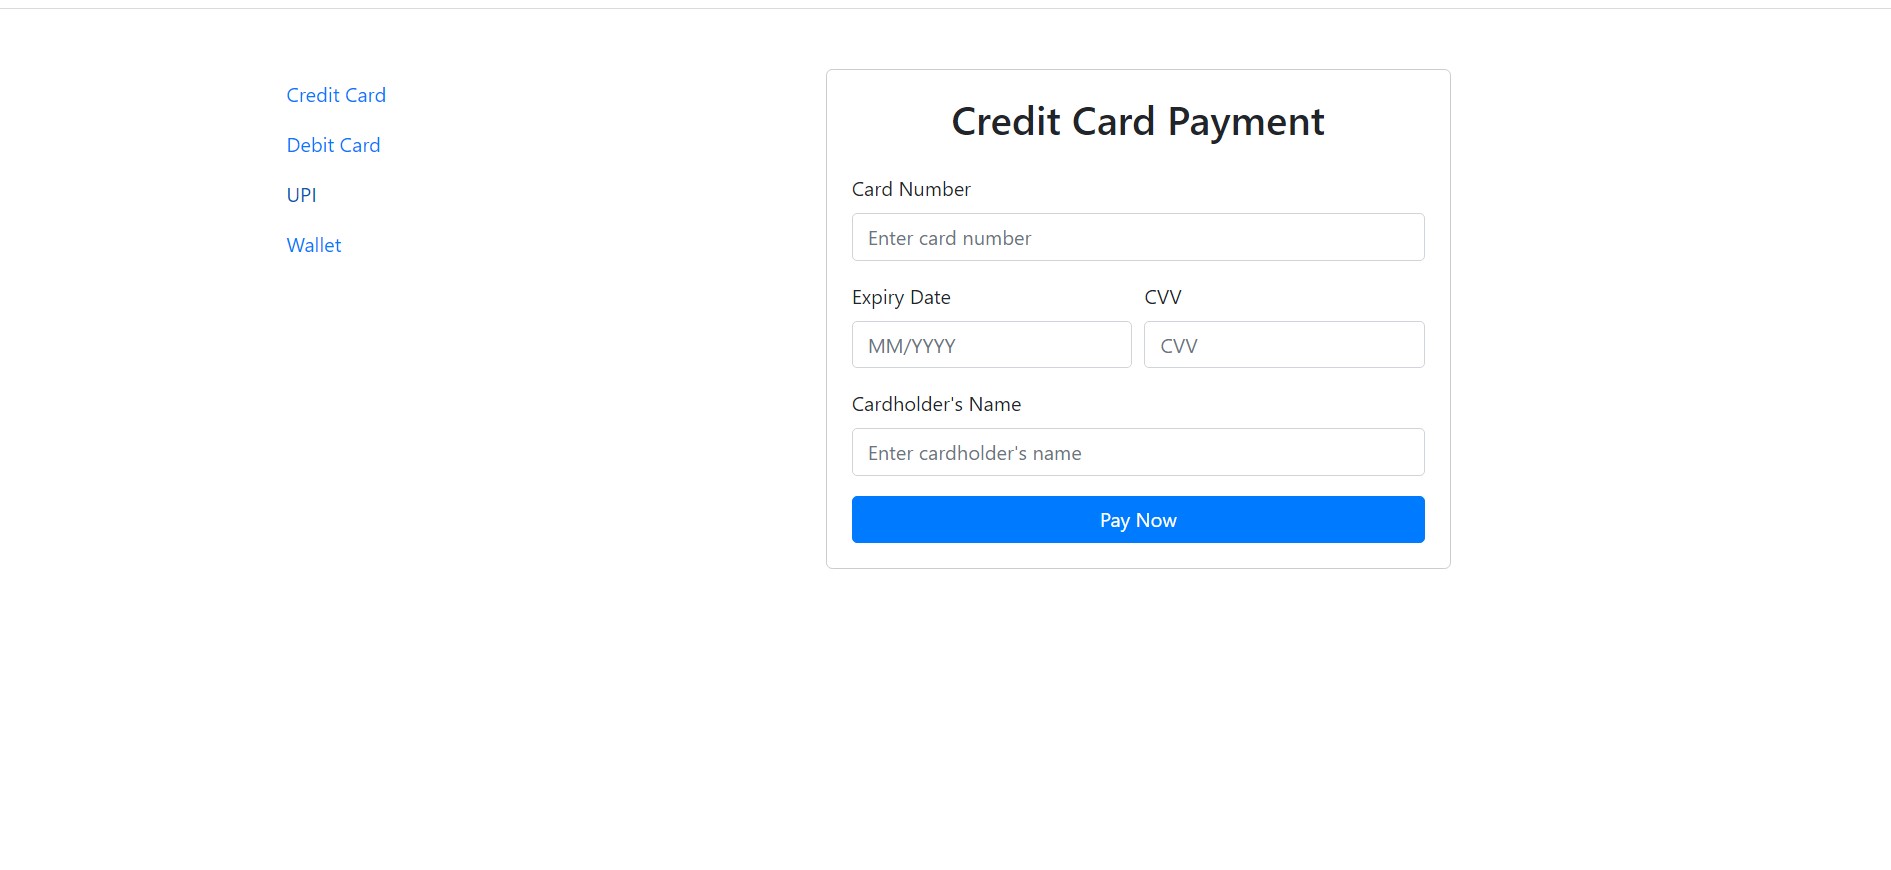 Credit Card
Debit Card
UPI
Wallet
Credit Card Payment
Card Number
Enter card number
Expiry Date CVV
MM/YYYY CVV
Cardholder's Name
Enter cardholder's name
Pay Now